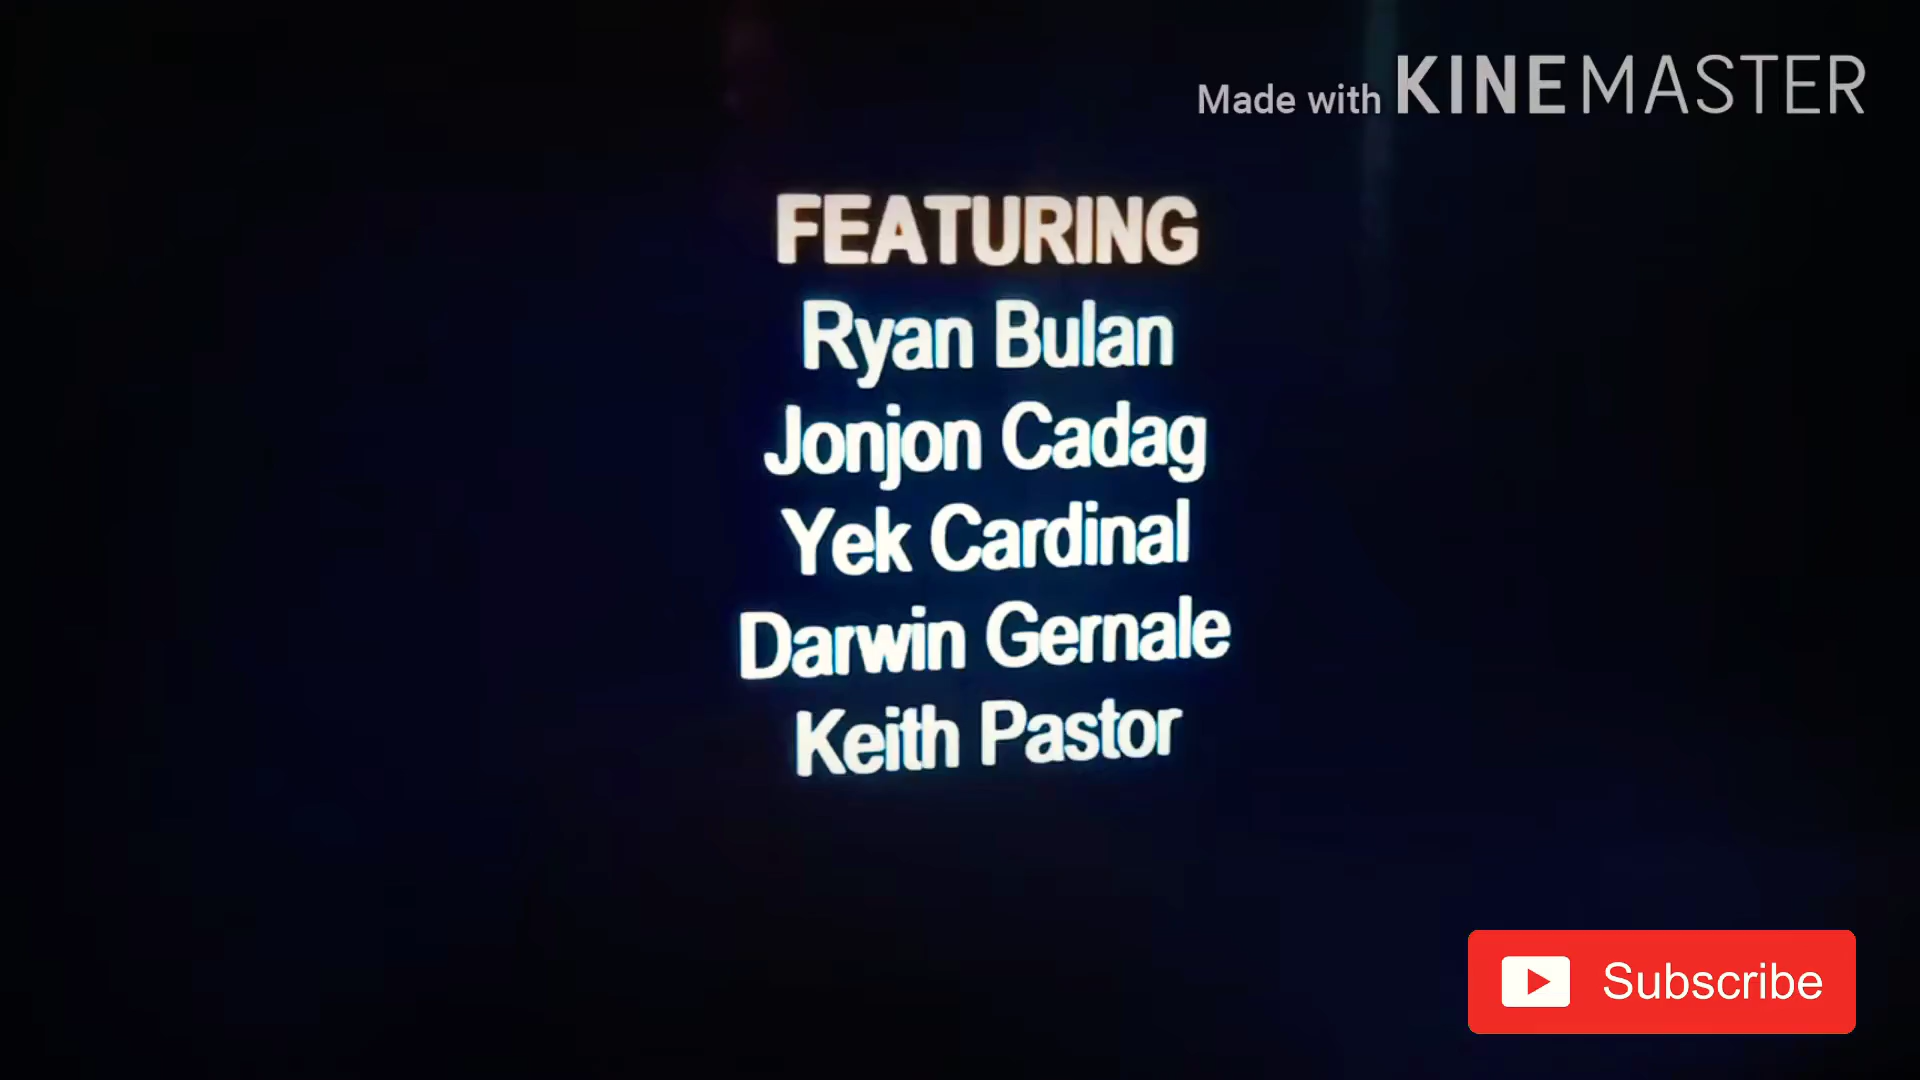 Made with KINEMASTER
FEATURING
Ryan Bulan
Jonjon Cadag
Yek Cardinal
Darwin Gernale
Keith Pastor
Subscribe